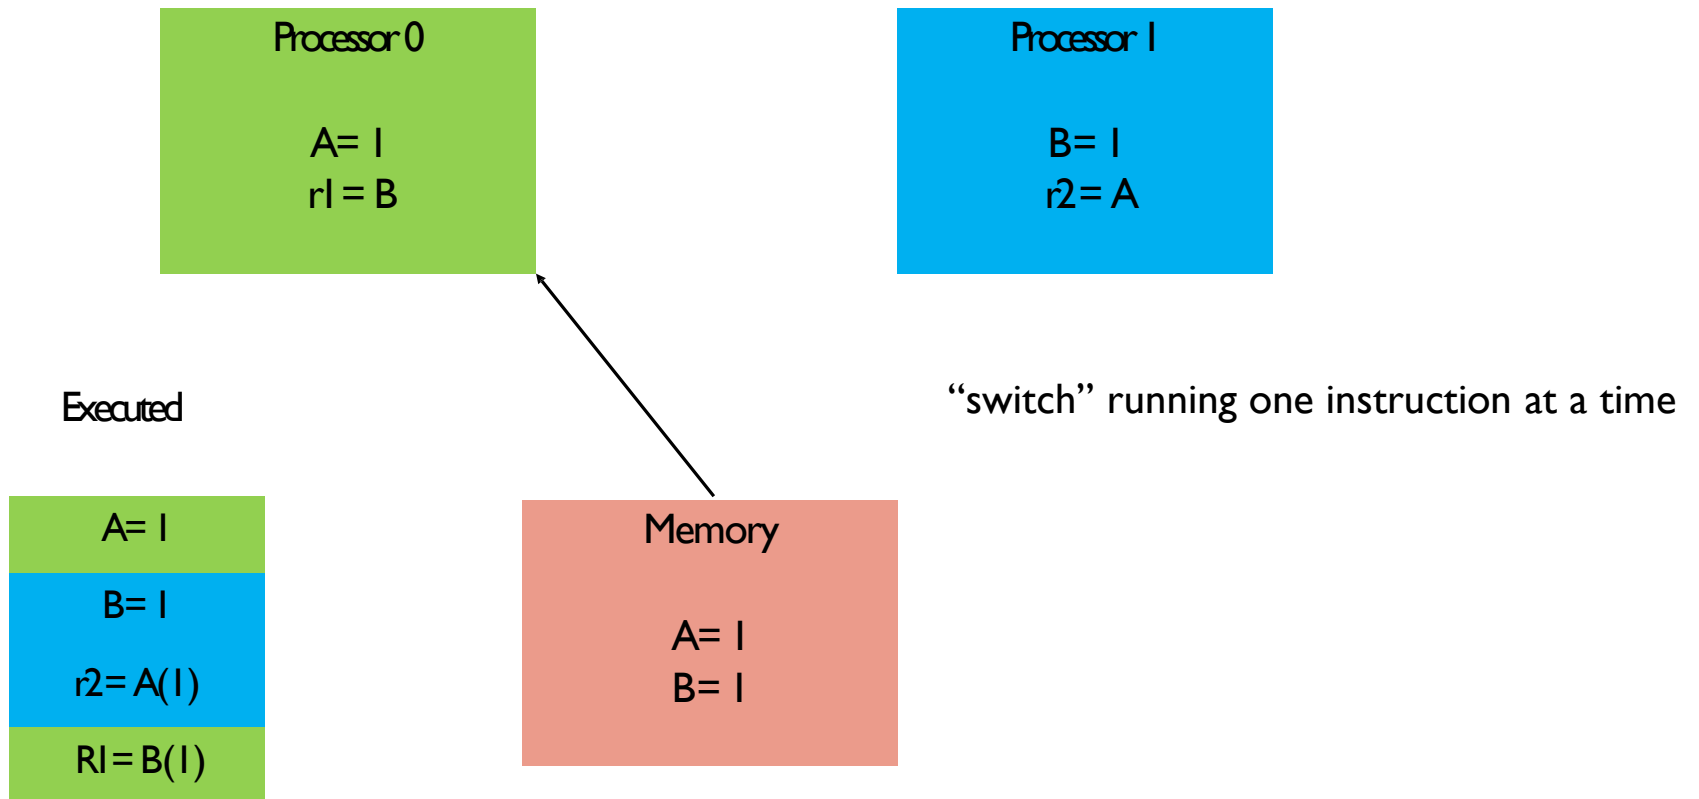 Processor 0
A= 1
r1 = B
Processor 1
B= 1
r2= A
Executed
“switch” running one instruction at a time
A= 1
B= 1
r2= A(1)
R1= B(1)
Memory
A= 1
B= 1